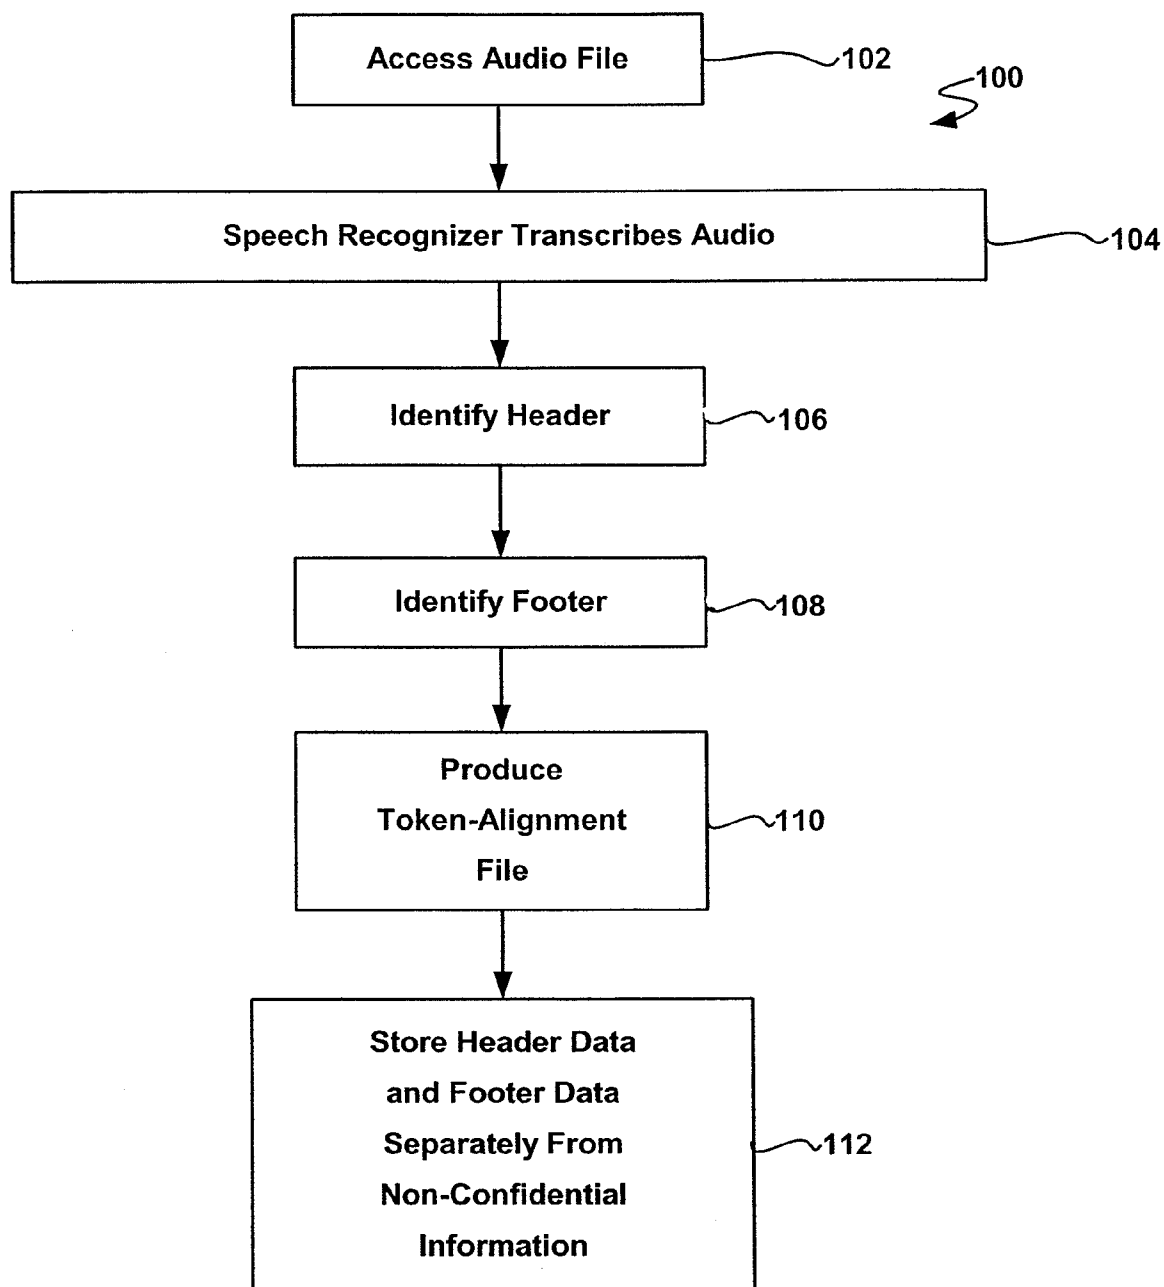 Access Audio File
102
100
Speech Recognizer Transcribes Audio
104
Identify Header
106
Identify Footer
108
Produce
Token-Alignment
File
110
Store Header Data
and Footer Data
Separately From
Non-Confidential
Information
112